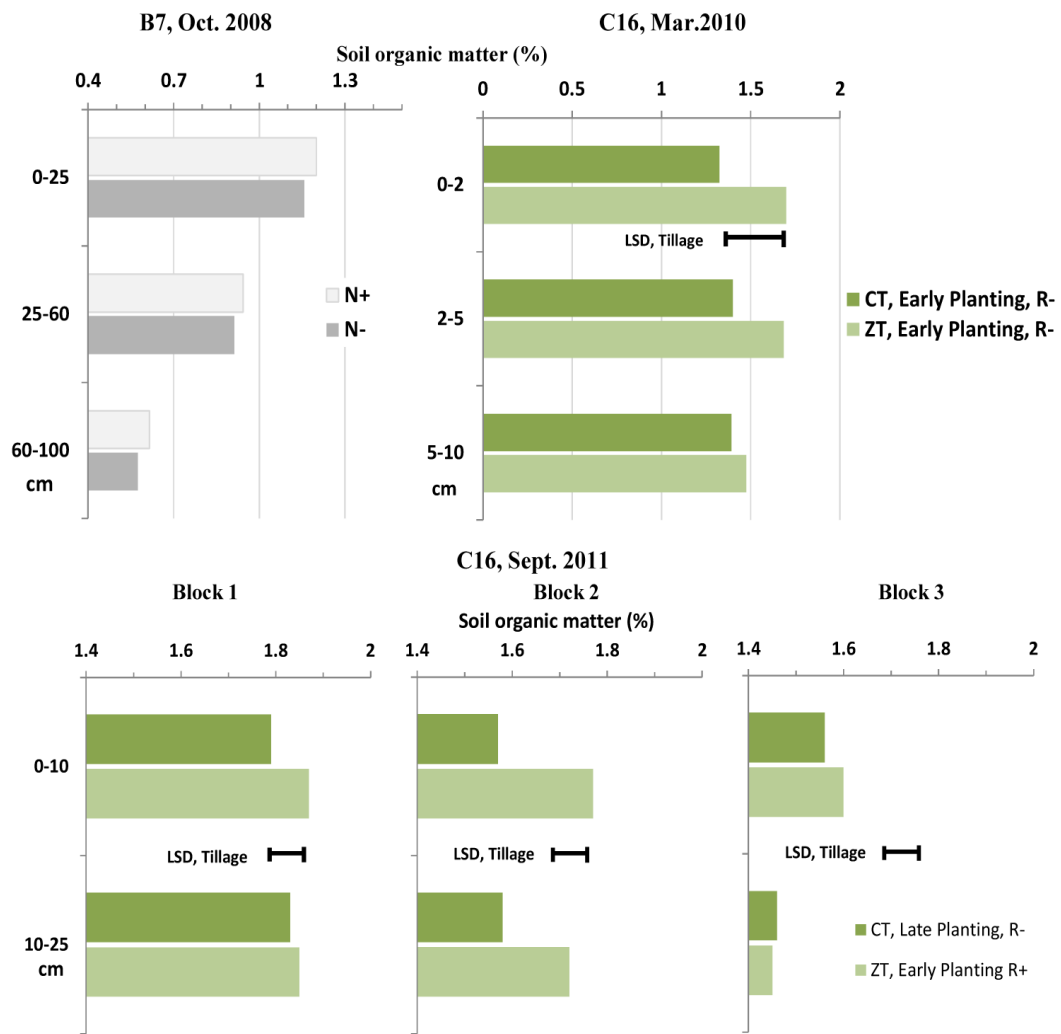 B7, Oct. 2008
C16, Mar.2010
Soil organic matter (%)
0.4 0.7 1 1.3
0 0.5 1 1.5 2
0-25
25-60
60-100
cm
N+
N-
0-2
LSD, Tillage
2-5
5-10
cm
CT, Early Planting, R-
ZT, Early Planting, R-
C16, Sept. 2011
Block 1
Block 2
Block 3
Soil organic matter (%)
1.4 1.6 1.8 2
1.4 1.6 1.8 2
1.4 1.6 1.8 2
0-10
LSD, Tillage
LSD, Tillage
LSD, Tillage
10-25
cm
CT, Late Planting, R-
ZT, Early Planting R+